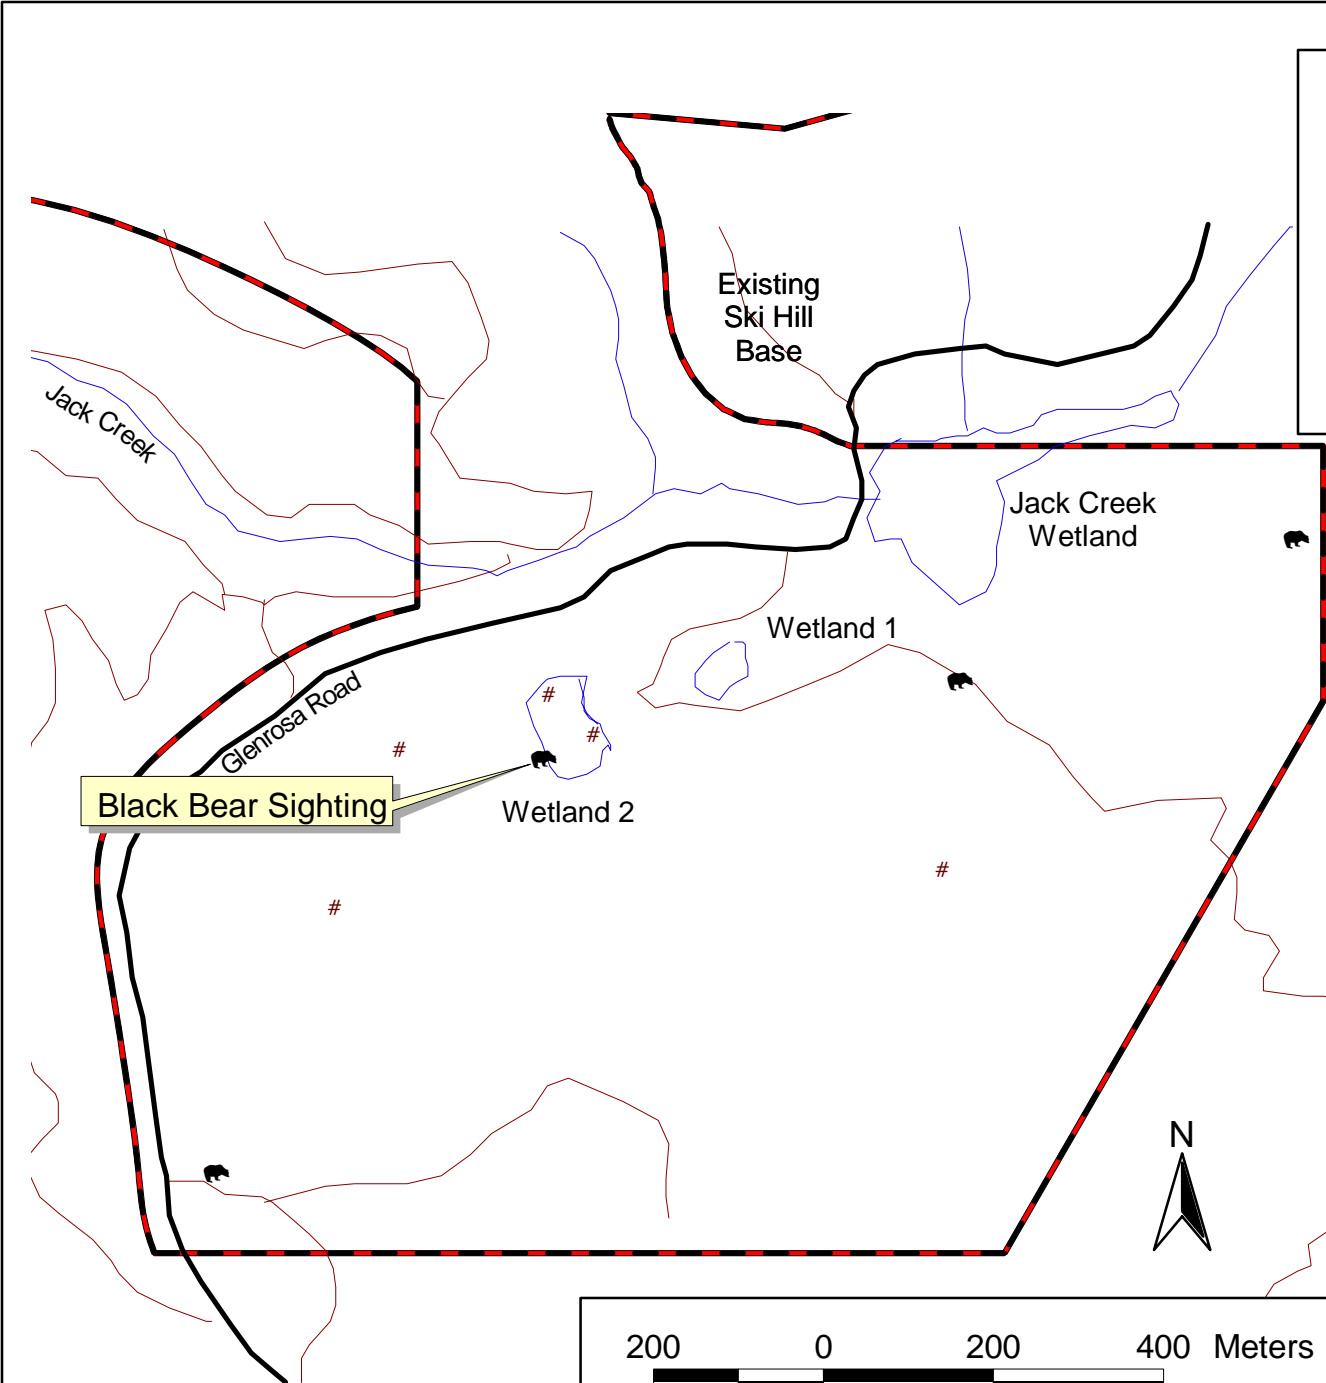 Existing
Ski Hill
Base
Jack Creek
Jack Creek
Wetland
Wetland 1
Glenrosa Road
#
#
#
Black Bear Sighting
Wetland 2
#
#
N
200 0 200 400 Meters